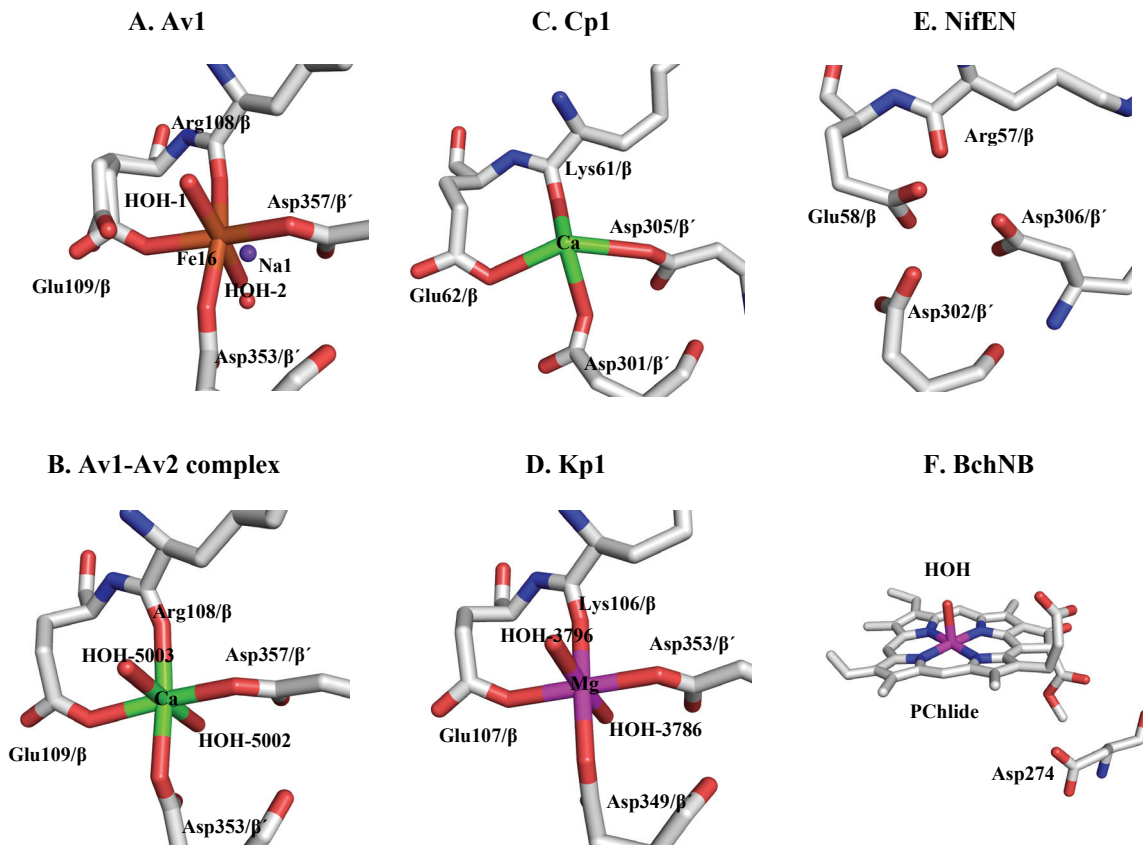 A. Av1
Arg108/β
HOH-1
Asp357/β´
Fe16
Na1
Glu109/β
HOH-2
Asp353/β´
C. Cp1
Lys61/β
Asp305/β´
Ca
Glu62/β
Asp301/β´
E. NifEN
Arg57/β
Glu58/β
Asp306/β´
Asp302/β´
B. Av1-Av2 complex
Arg108/β
HOH-5003
Asp357/β´
Ca
Glu109/β
HOH-5002
Asp353/β´
D. Kp1
Lys106/β
HOH-3796
Asp353/β´
Mg
Glu107/β
HOH-3786
Asp349/β´
F. BchNB
HOH
PChlide
Asp274